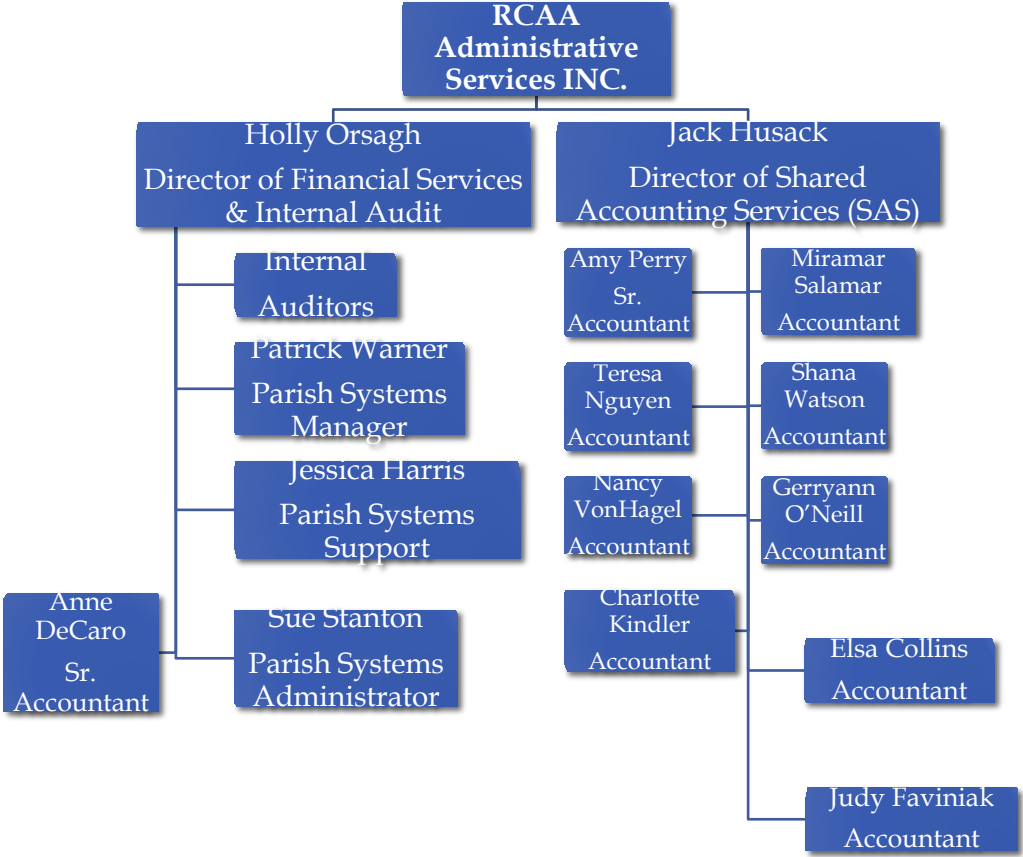 RCAA
Administrative
Services INC.
Holly Orsagh
Director of Financial Services
& Internal Audit
Jack Husack
Director of Shared
Accounting Services (SAS)
Internal
Auditors
Patrick Warner
Parish Systems
Manager
Jessica Harris
Parish Systems
Support
Anne
DeCaro
Sr.
Accountant
Sue Stanton
Parish Systems
Administrator
Amy Perry
Sr.
Accountant
Miramar
Salamar
Accountant
Teresa
Nguyen
Accountant
Shana
Watson
Accountant
Nancy
VonHagel
Accountant
Gerryann
O’Neill
Accountant
Charlotte
Kindler
Accountant
Elsa Collins
Accountant
Judy Faviniak
Accountant